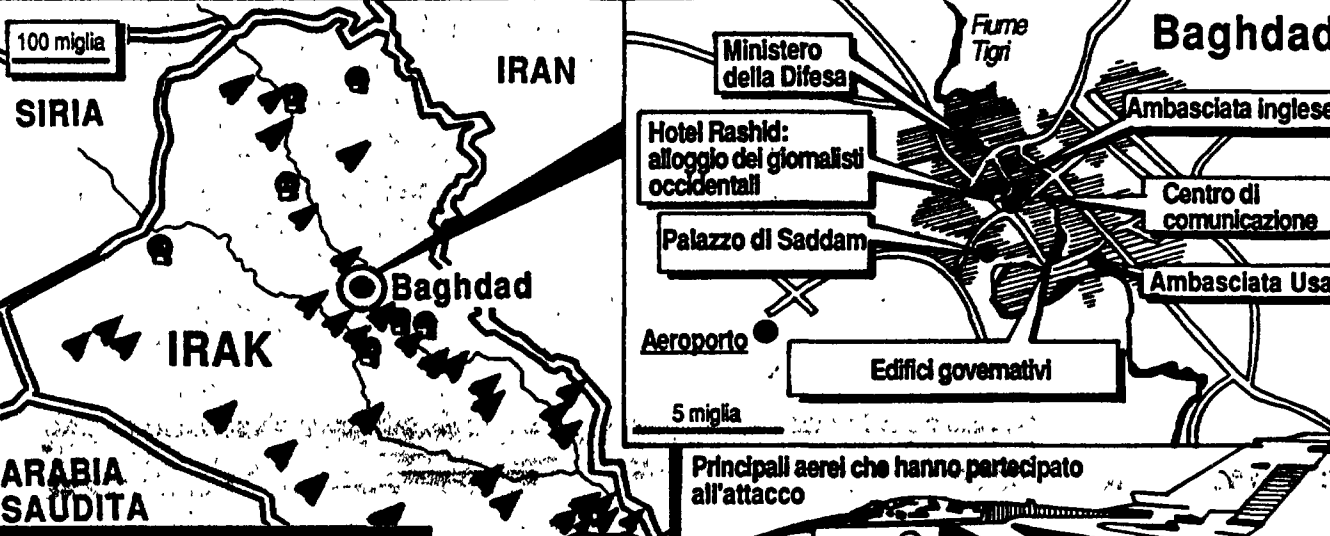 100 miglia
SIRIA
IRAN
Baghdad
IRAK
ARABIA
SAUDITA
Baghdad
Fiume
Tigri
Ministero
della Difesa
Ambasciata inglese
Hotel Rashid:
alloggio dei giornalisti
occidentali
Centro di
comunicazione
Palazzo di Saddam
Ambasciata Usa
Aeroporto
Edifici governativi
5 miglia
Principali aerei che hanno partecipato
all'attacco